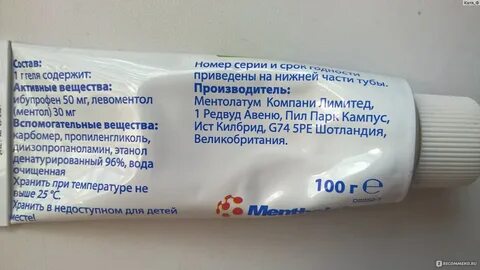 Состав:
1 г геля содержит:
Активные вещества:
ибупрофен 50 мг, левоментол
(ментол) 30 мг
Вспомогательные вещества:
карбомер, пропиленгликоль,
диизопропаноламин, этанол
денатурированный 96%, вода
очищенная
Хранить при температуре не
выше 25 °С.
Хранить в недоступном для детей
месте!
Номер серии и срок годности
приведены на нижней части тубы.
Производитель:
Ментолатум Компани Лимитед,
1 Редвуд Авеню, Пил Парк Кампус,
Ист Килбрид, G74 5PE Шотландия,
Великобритания.
100 г ℮
RECOMMEND.RU